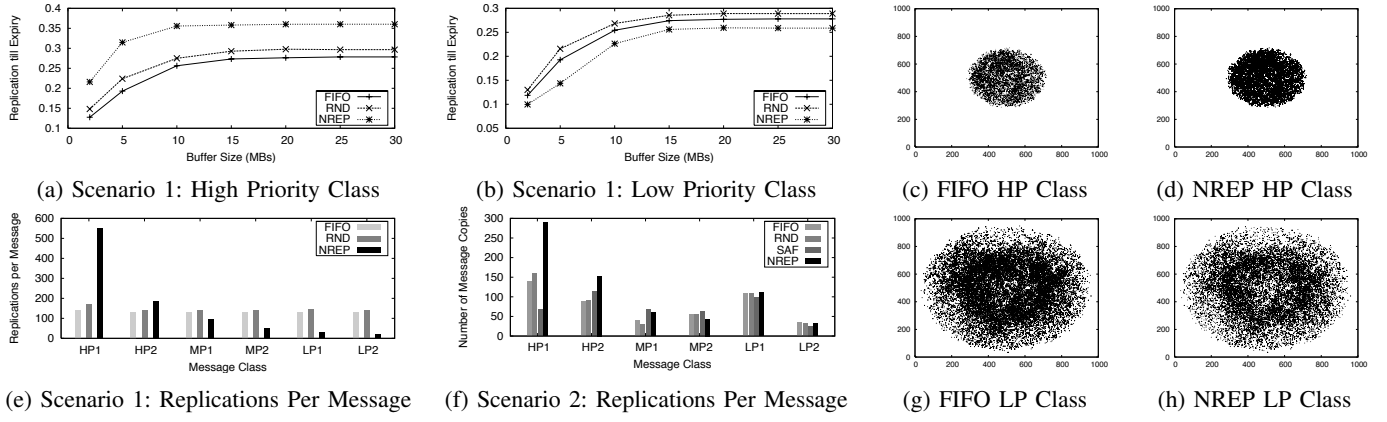 0.4
0.35
0.3
0.25
0.2
0.15
0.1
Replication till Expiry
0 5 10 15 20 25 30
Buffer Size (MBs)
FIFO
RND
NREP
(a) Scenario 1: High Priority Class
0.3
0.25
0.2
0.15
0.1
0.05
Replication till Expiry
0 5 10 15 20 25 30
Buffer Size (MBs)
FIFO
RND
NREP
(b) Scenario 1: Low Priority Class
1000
800
600
400
200
0
0 200 400 600 800 1000
(c) FIFO HP Class
1000
800
600
400
200
0
0 200 400 600 800 1000
(d) NREP HP Class
600
500
400
300
200
100
0
Replications per Message
HP1 HP2 MP1 MP2 LP1 LP2
Message Class
FIFO
RND
NREP
(e) Scenario 1: Replications Per Message
300
250
200
150
100
50
0
Number of Message Copies
HP1 HP2 MP1 MP2 LP1 LP2
Message Class
FIFO
RND
SAF
NREP
(f) Scenario 2: Replications Per Message
1000
800
600
400
200
0
0 200 400 600 800 1000
(g) FIFO LP Class
1000
800
600
400
200
0
0 200 400 600 800 1000
(h) NREP LP Class